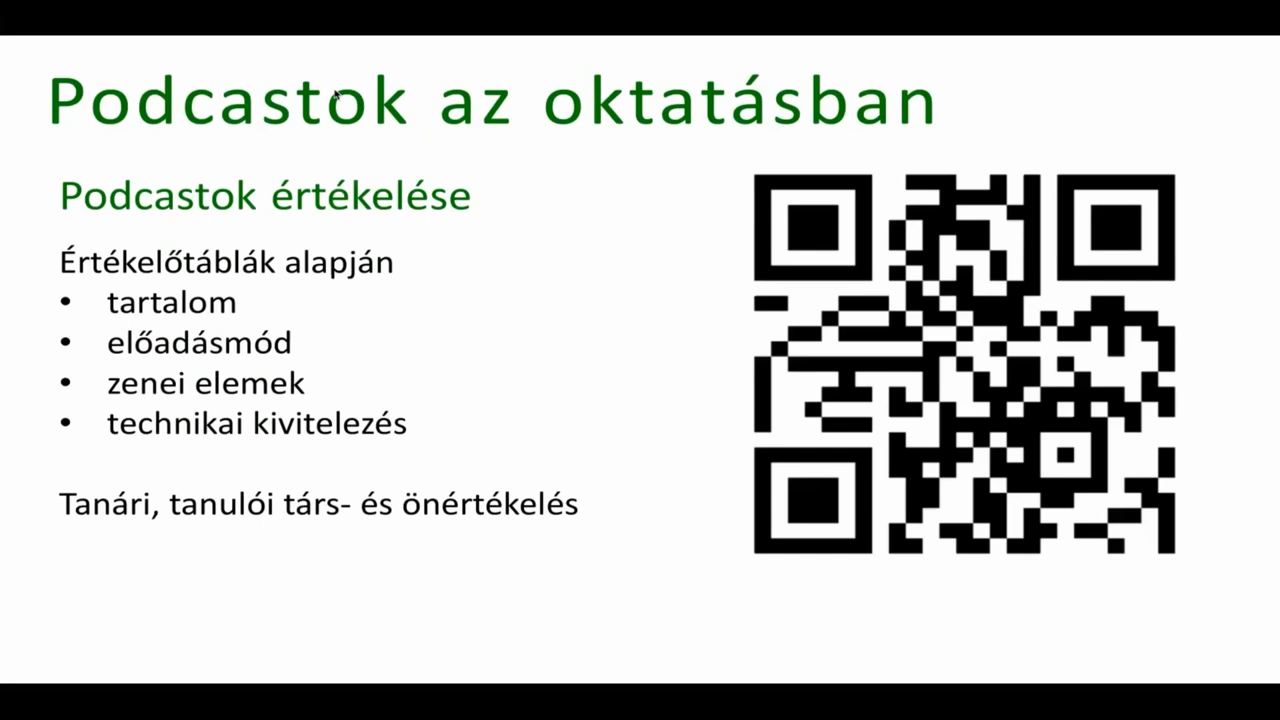 Podcastok az oktatásban
Podcastok értékelése
Értékelőtáblák alapján
• tartalom
• előadásmód
• zenei elemek
• technikai kivitelezés
Tanári, tanulói társ- és önértékelés